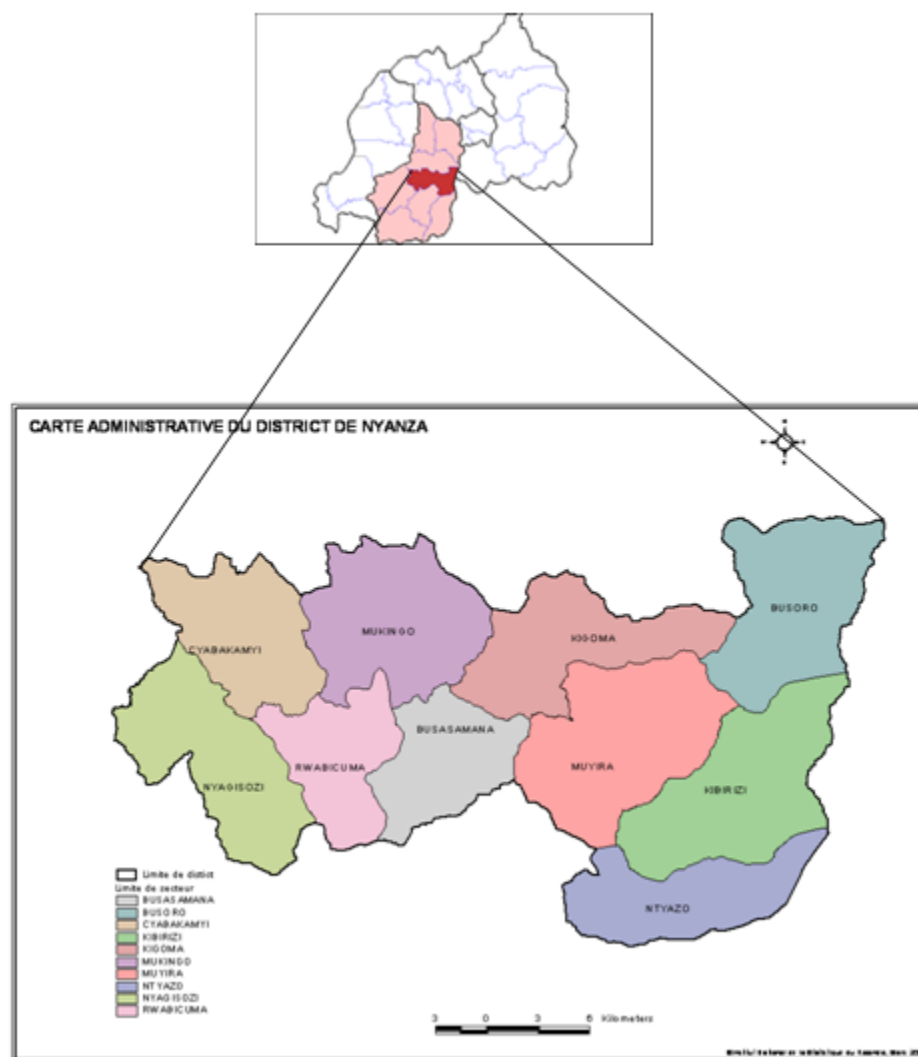 CARTE ADMINISTRATIVE DU DISTRICT DE NYANZA
BUSORO
MUKINGO
KIGOMA
CYABAKAMYI
BUSASAMANA
RWABICUMA
MUYIRA
NYAGISOZI
KIBIRIZI
NTYAZO
Limite de distict
Limite de secteur
BUSASAMANA
BUSORO
CYABAKAMYI
KIBIRIZI
KIGOMA
MUKINGO
MUYIRA
NTYAZO
NYAGISOZI
RWABICUMA
3 0 3 6 Kilometers